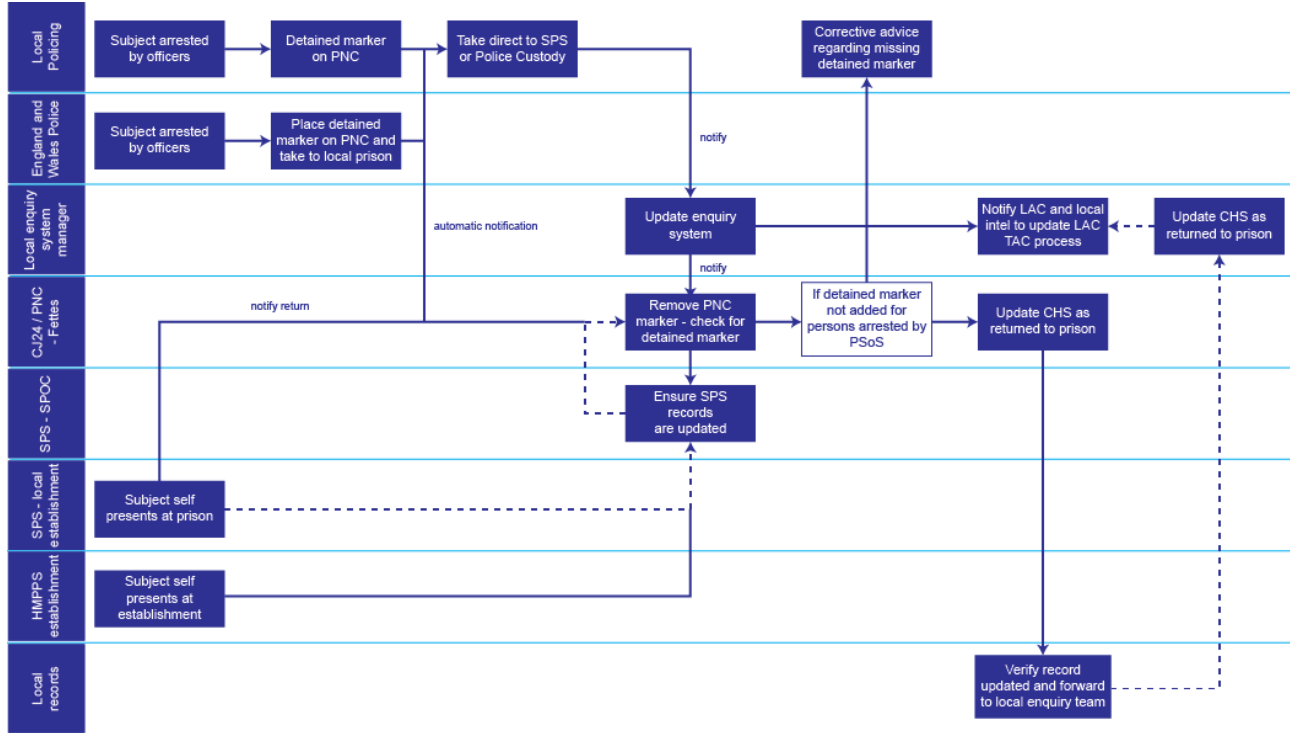 Local
Policing
Subject arrested
by officers
Detained marker
on PNC
Take direct to SPS
or Police Custody
Corrective advice
regarding missing
detained marker
England and
Wales Police
Subject arrested
by officers
Place detained
marker on PNC and
take to local prison
notify
Local enquiry
system
manager
automatic notification
Update enquiry
system
Notify LAC and local
intel to update LAC
TAC process
Update CHS as
returned to prison
notify
CJ24 / PNC
- Fettes
notify return
Remove PNC
marker - check for
detained marker
If detained marker
not added for
persons arrested by
PSoS
Update CHS as
returned to prison
SPS - SPOC
Ensure SPS
records
are updated
SPS - local
establishment
Subject self
presents at prison
HMPPS
establishment
Subject self
presents at
establishment
Local
records
Verify record
updated and forward
to local enquiry team